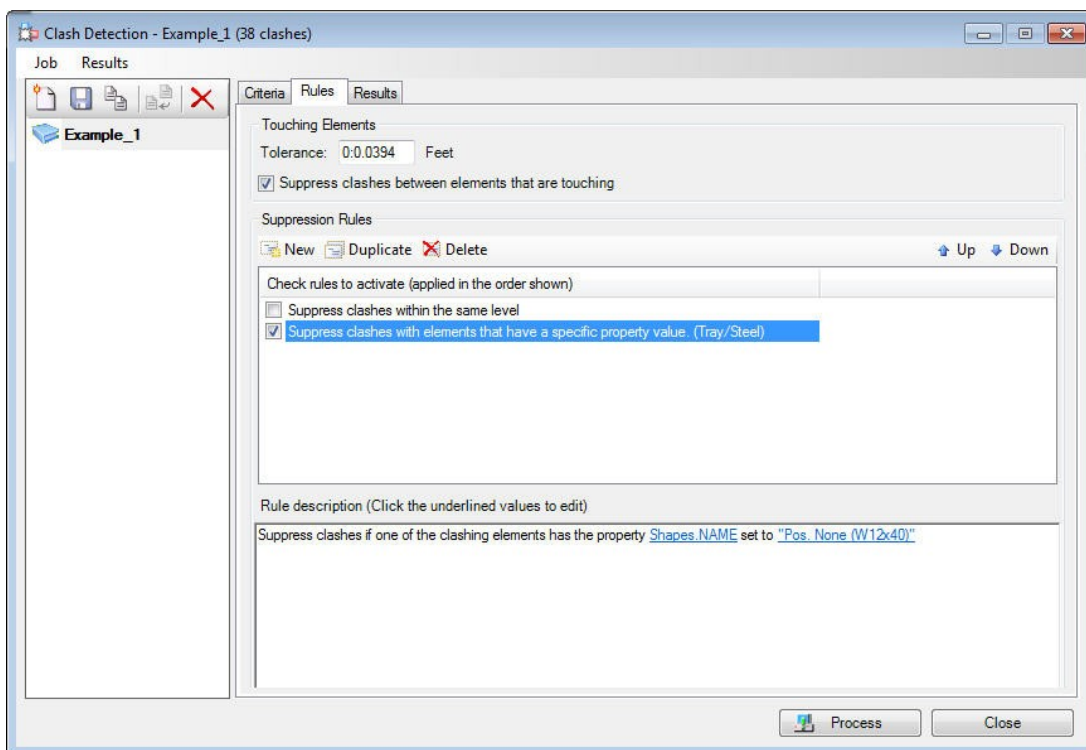 Clash Detection - Example_1 (38 clashes)
Job Results
Criteria Rules Results
Example_1
Touching Elements
Tolerance: 0:0.0394 Feet
Suppress clashes between elements that are touching
Suppression Rules
New Duplicate Delete Up Down
Check rules to activate (applied in the order shown)
Suppress clashes within the same level
Suppress clashes with elements that have a specific property value. (Tray/Steel)
Rule description (Click the underlined values to edit)
Suppress clashes if one of the clashing elements has the property Shapes.NAME set to "Pos. None (W12x40)"
Process Close